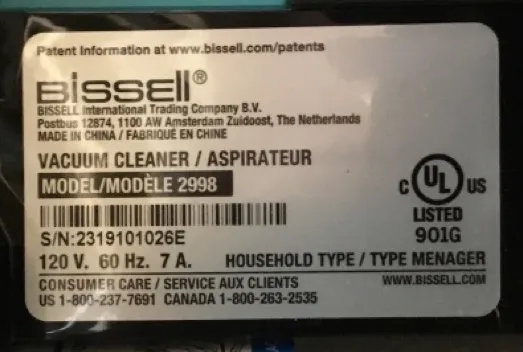 Patent Information at www.bissell.com/patents
BISSELL®
BISSELL International Trading Company B.V.
Postbus 12874, 1100 AW Amsterdam Zuidoost, The Netherlands
MADE IN CHINA / FABRIQUÉ EN CHINE
VACUUM CLEANER / ASPIRATEUR
MODEL/MODÈLE 2998
S/N:2319101026E
C UL® US
LISTED
901G
120 V. 60 Hz. 7 A. HOUSEHOLD TYPE / TYPE MENAGER
CONSUMER CARE / SERVICE AUX CLIENTS WWW.BISSELL.COM
US 1-800-237-7691 CANADA 1-800-263-2535